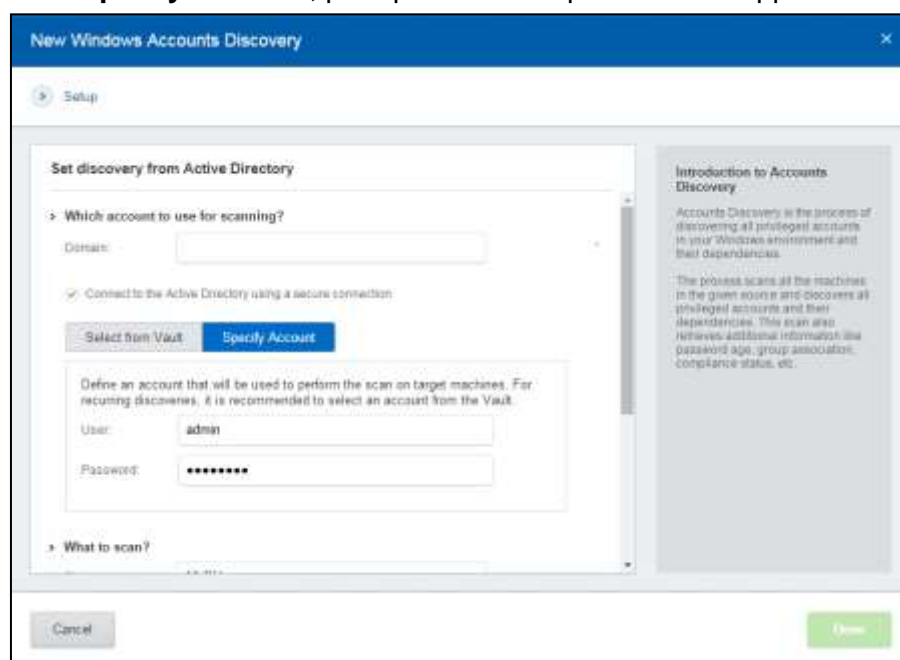 New Windows Accounts Discovery
Setup
Set discovery from Active Directory
Which account to use for scanning?
Domain:
Connect to the Active Directory using a secure connection
Select from Vault
Specify Account
Define an account that will be used to perform the scan on target machines. For
recurring discoveries, it is recommended to select an account from the Vault.
User:
admin
Password:
••••••••
What to scan?
Introduction to Accounts
Discovery
Accounts Discovery is the process of
discovering all privileged accounts
in your Windows environment and
their dependencies.
The process scans all the machines
in the given source and discovers all
privileged accounts and their
dependencies. This scan also
retrieves additional information like
password age, group association,
compliance status, etc.
Cancel
Done